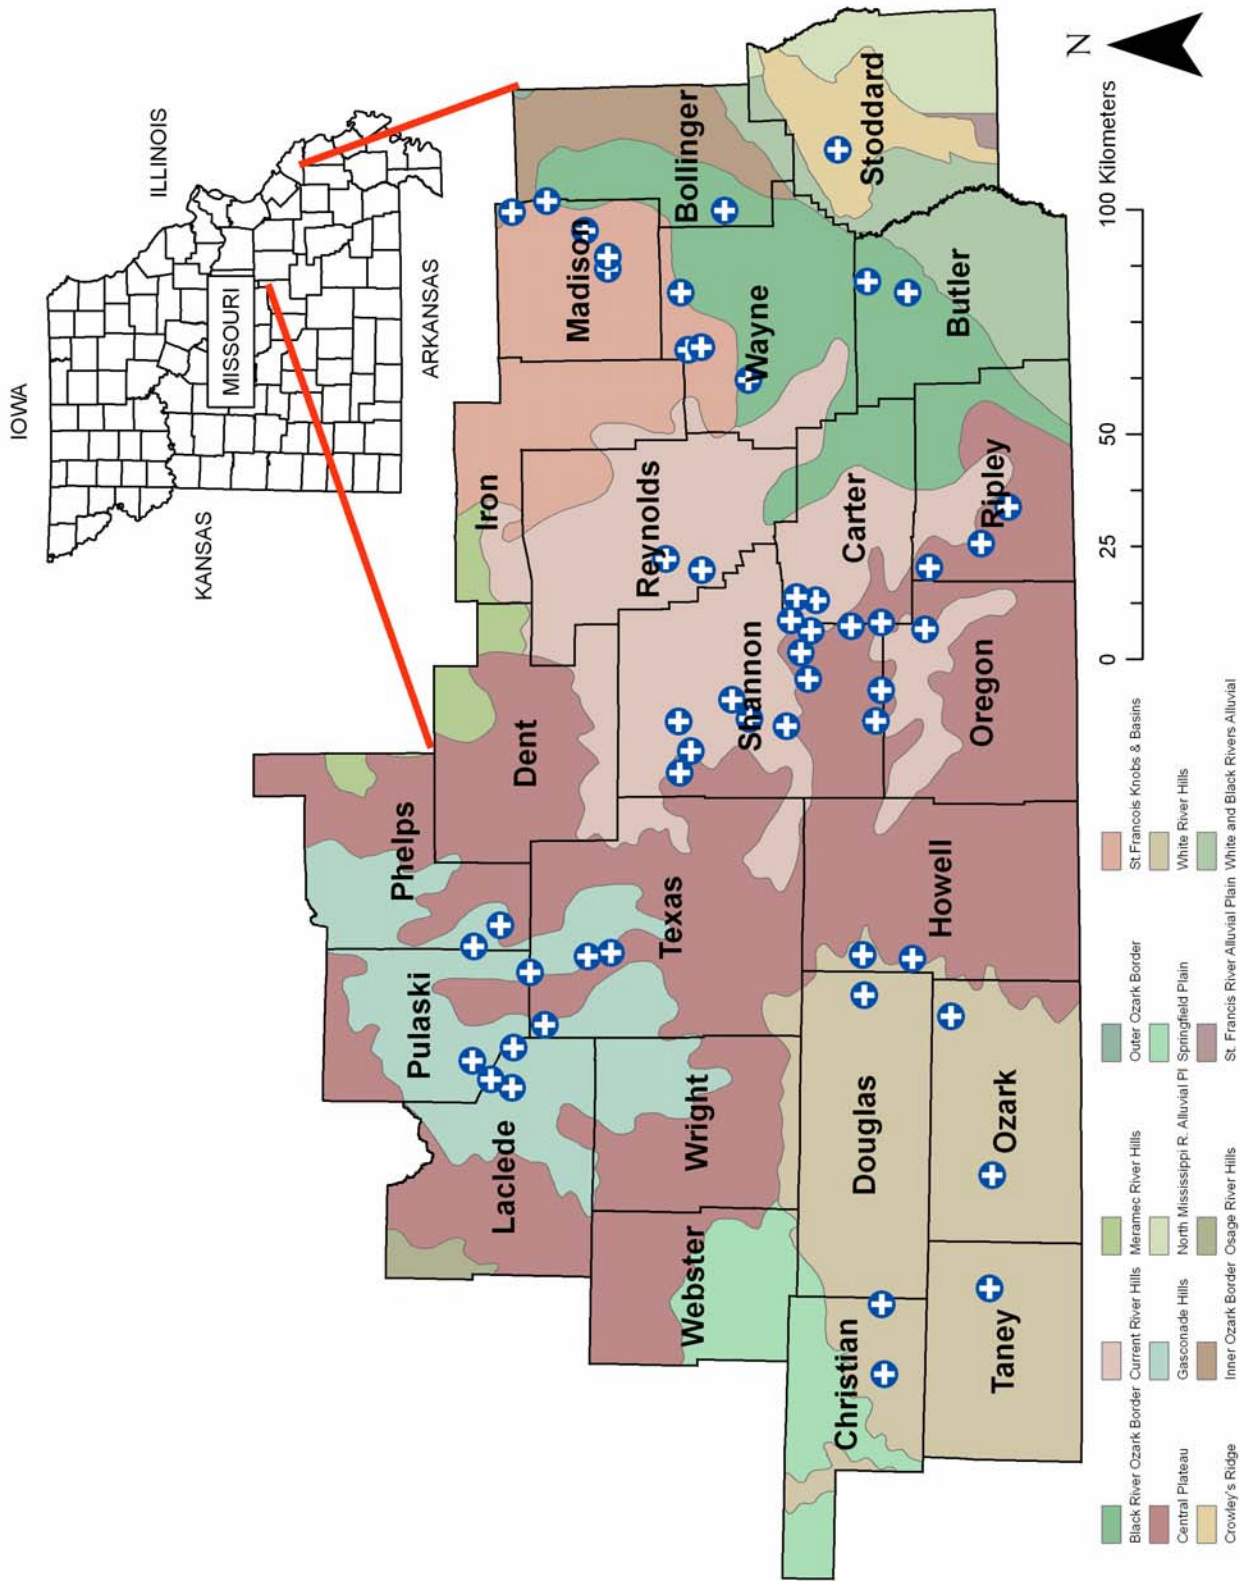 IOWA
ILLINOIS
MISSOURI
KANSAS
ARKANSAS
Phelps
Pulaski
Iron
Dent
Laclede
Madison
Bollinger
Reynolds
Texas
Wright
Webster
Wayne
Shannon
Stoddard
Carter
Christian
Douglas
Howell
Butler
Ripley
Oregon
Ozark
Taney
N
0 25 50 100 Kilometers
Black River Ozark Border
Current River Hills
Meramec River Hills
Outer Ozark Border
St.Francois Knobs & Basins
Central Plateau
Gasconade Hills
North Mississippi R. Alluvial Pl
Springfield Plain
White River Hills
Crowley's Ridge
Inner Ozark Border
Osage River Hills
St. Francis River Alluvial Plain
White and Black Rivers Alluvial